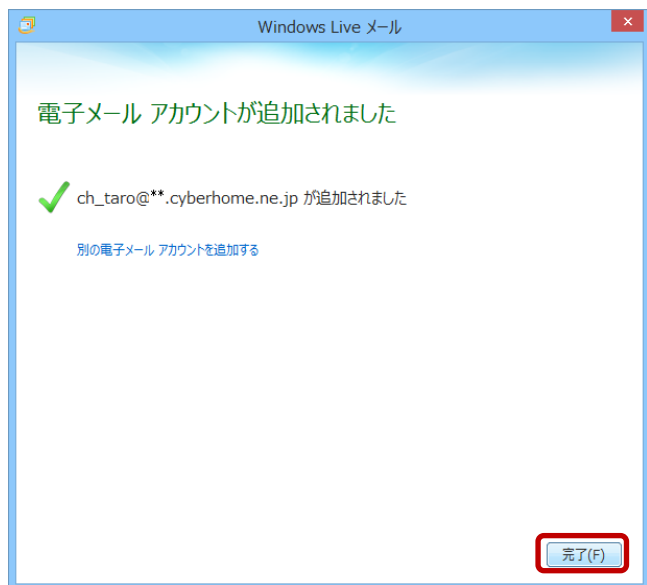 Windows Live メール
電子メール アカウントが追加されました
ch_taro@**.cyberhome.ne.jp が追加されました
別の電子メール アカウントを追加する
完了(F)